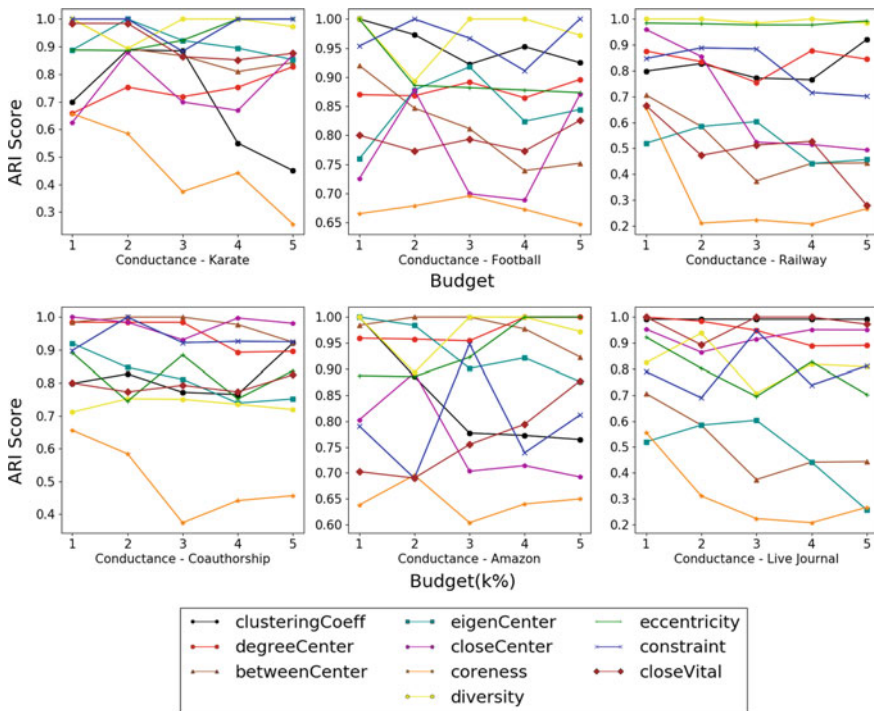 ARI Score
1.0
0.9
0.8
0.7
0.6
0.5
0.4
0.3
1 2 3 4 5
Conductance - Karate
1.00
0.95
0.90
0.85
0.80
0.75
0.70
0.65
1 2 3 4 5
Conductance - Football
1.0
0.9
0.8
0.7
0.6
0.5
0.4
0.3
0.2
1 2 3 4 5
Conductance - Railway
Budget
ARI Score
1.0
0.9
0.8
0.7
0.6
0.5
0.4
1 2 3 4 5
Conductance - Coauthorship
1.00
0.95
0.90
0.85
0.80
0.75
0.70
0.65
0.60
1 2 3 4 5
Conductance - Amazon
1.0
0.9
0.8
0.7
0.6
0.5
0.4
0.3
0.2
1 2 3 4 5
Conductance - Live Journal
Budget(k%)
clusteringCoeff
degreeCenter
betweenCenter
eigenCenter
closeCenter
coreness
diversity
eccentricity
constraint
closeVital